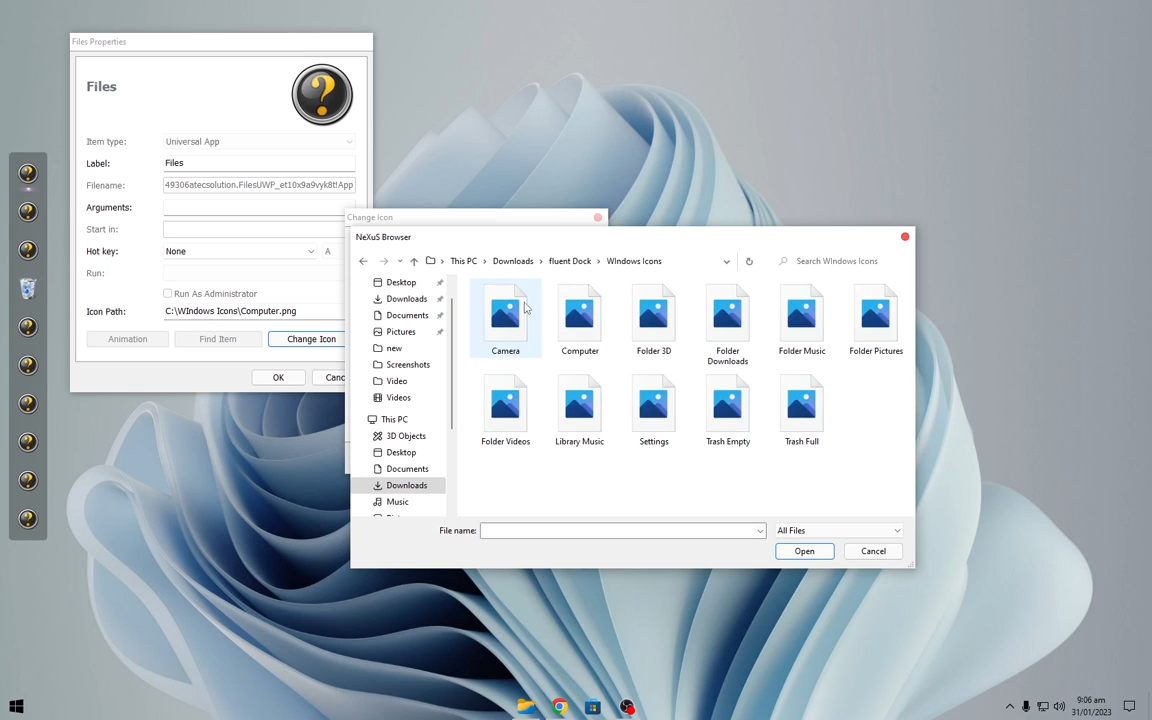 Files Properties
Files
Item type: Universal App
Label: Files
Filename: 49306atecsolution.FilesUWP_et10x9a9vyk8t!App
Arguments:
Start in:
Hot key: None A
Run:
Run As Administrator
Icon Path: C:\WIndows Icons\Computer.png
Animation Find Item Change Icon
OK Canc
Change Icon
NeXuS Browser
This PC > Downloads > fluent Dock > WIndows Icons
Search WIndows Icons
Desktop
Downloads
Documents
Pictures
new
Screenshots
Video
Videos
This PC
3D Objects
Desktop
Documents
Downloads
Music
Camera Computer Folder 3D Folder Downloads Folder Music Folder Pictures
Folder Videos Library Music Settings Trash Empty Trash Full
File name: All Files
Open Cancel
9:06 am
31/01/2023